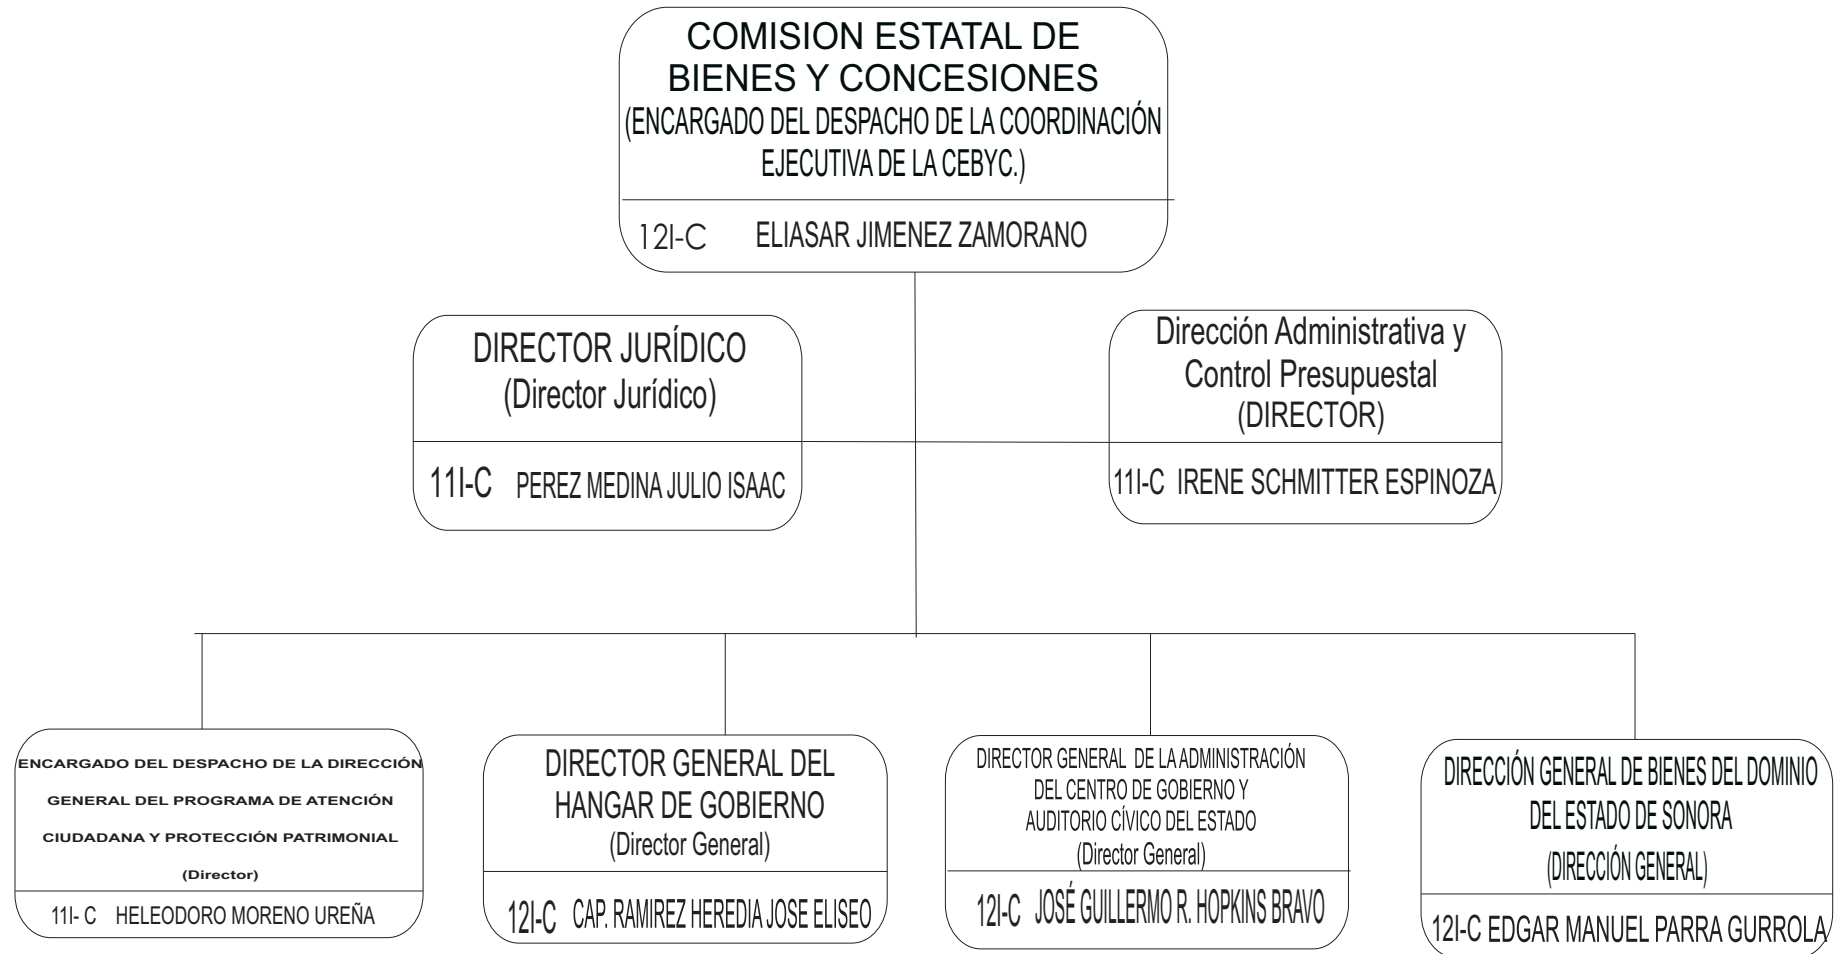 COMISION ESTATAL DE
BIENES Y CONCESIONES
(ENCARGADO DEL DESPACHO DE LA COORDINACIÓN
EJECUTIVA DE LA CEBYC.)
12I-C ELIASAR JIMENEZ ZAMORANO
DIRECTOR JURÍDICO
(Director Jurídico)
11I-C PEREZ MEDINA JULIO ISAAC
Dirección Administrativa y
Control Presupuestal
(DIRECTOR)
11I-C IRENE SCHMITTER ESPINOZA
ENCARGADO DEL DESPACHO DE LA DIRECCIÓN
GENERAL DEL PROGRAMA DE ATENCIÓN
CIUDADANA Y PROTECCIÓN PATRIMONIAL
(Director)
11I- C HELEODORO MORENO UREÑA
DIRECTOR GENERAL DEL
HANGAR DE GOBIERNO
(Director General)
12I-C CAP. RAMIREZ HEREDIA JOSE ELISEO
DIRECTOR GENERAL DE LA ADMINISTRACIÓN
DEL CENTRO DE GOBIERNO Y
AUDITORIO CÍVICO DEL ESTADO
(Director General)
12I-C JOSÉ GUILLERMO R. HOPKINS BRAVO
DIRECCIÓN GENERAL DE BIENES DEL DOMINIO
DEL ESTADO DE SONORA
(DIRECCIÓN GENERAL)
12I-C EDGAR MANUEL PARRA GURROLA